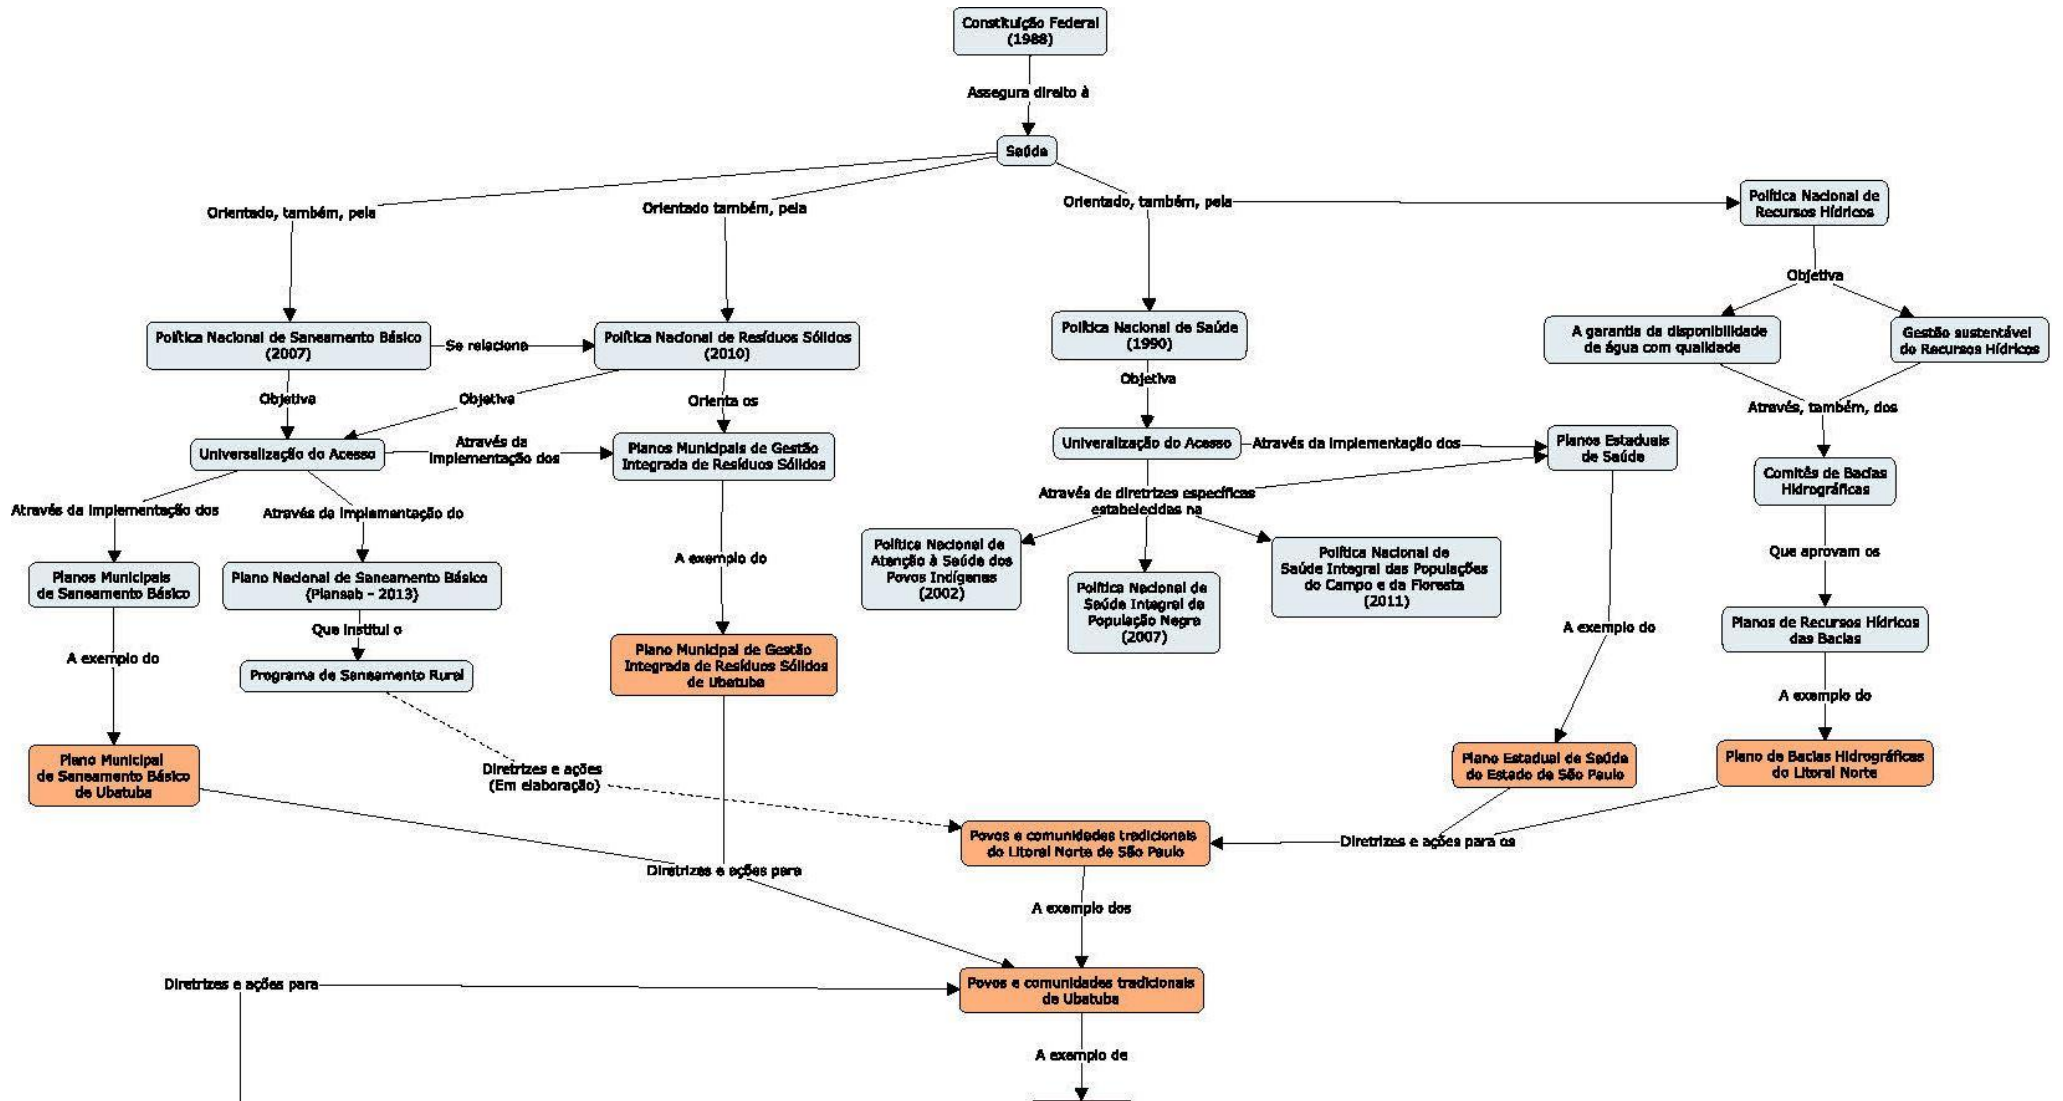 Constituição Federal
(1988)
Assegura direito à
Saúde
Orientado, também, pela
Orientado também, pela
Orientado, também, pela
Política Nacional de
Recursos Hídricos
Objetiva
Política Nacional de Saneamento Básico
(2007)
Se relaciona
Política Nacional de Resíduos Sólidos
(2010)
Política Nacional de Saúde
(1990)
A garantia da disponibilidade
de água com qualidade
Gestão sustentável
do Recursos Hídricos
Objetiva
Objetiva
Orienta os
Objetiva
Através, também, dos
Universalização do Acesso
Através da
implementação dos
Planos Municipais de Gestão
Integrada de Resíduos Sólidos
Univeralização do Acesso
Através da implementação dos
Planos Estaduais
de Saúde
Comitês de Bacias
Hidrográficas
Através da implementação dos
Através da implementação do
Através de diretrizes específicas
estabelecidas na
A exemplo do
Política Nacional de
Atenção à Saúde dos
Povos Indígenas
(2002)
Política Nacional de
Saúde Integral da
População Negra
(2007)
Política Nacional de
Saúde Integral das Populações
do Campo e da Floresta
(2011)
Que aprovam os
Planos Municipais
de Saneamento Básico
Plano Nacional de Saneamento Básico
(Plansab - 2013)
Que institui o
A exemplo do
Planos de Recursos Hídricos
das Bacias
A exemplo do
Programa de Saneamento Rural
Plano Municipal de Gestão
Integrada de Resíduos Sólidos
de Ubatuba
A exemplo do
Plano Municipal
de Saneamento Básico
de Ubatuba
Diretrizes e ações
(Em elaboração)
Plano Estadual de Saúde
do Estado de São Paulo
Plano de Bacias Hidrográficas
do Litoral Norte
Povos e comunidades tradicionais
do Litoral Norte de São Paulo
Diretrizes e ações para os
Diretrizes e ações para
A exemplo dos
Diretrizes e ações para
Povos e comunidades tradicionais
de Ubatuba
A exemplo de